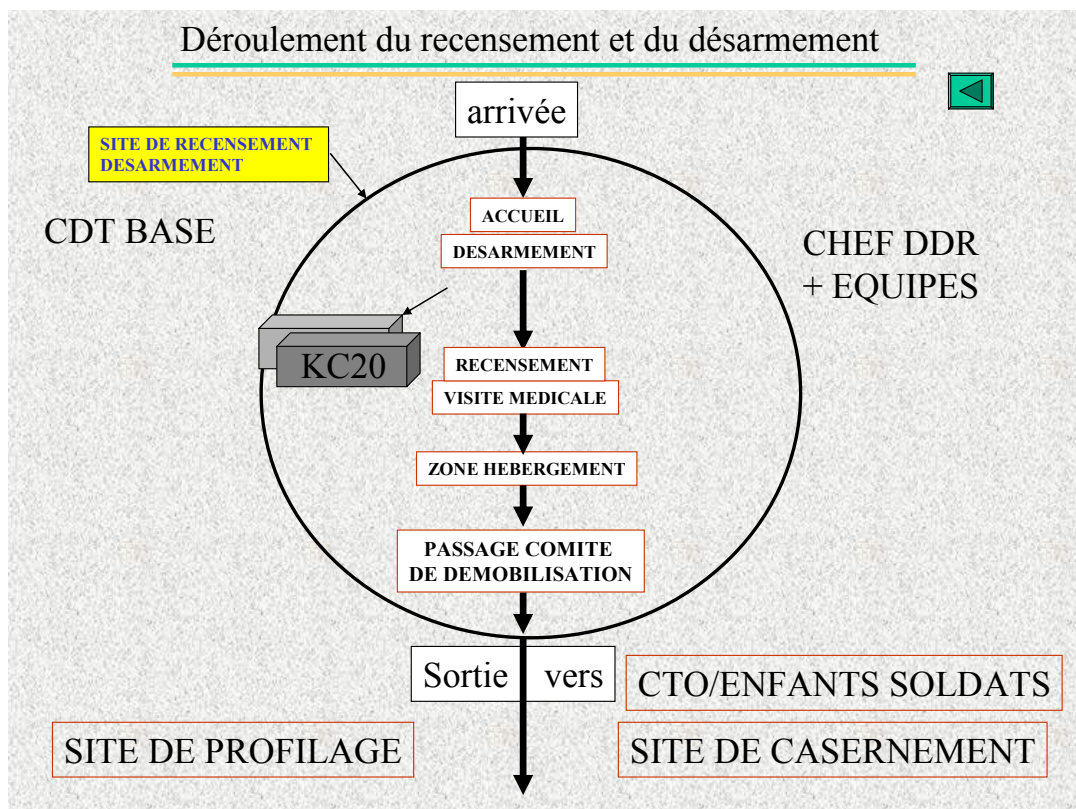 Déroulement du recensement et du désarmement
arrivée
SITE DE RECENSEMENT
DESARMEMENT
CDT BASE
ACCUEIL
DESARMEMENT
CHEF DDR
+ EQUIPES
KC20
RECENSEMENT
VISITE MEDICALE
ZONE HEBERGEMENT
PASSAGE COMITE
DE DEMOBILISATION
Sortie vers
CTO/ENFANTS SOLDATS
SITE DE PROFILAGE
SITE DE CASERNEMENT